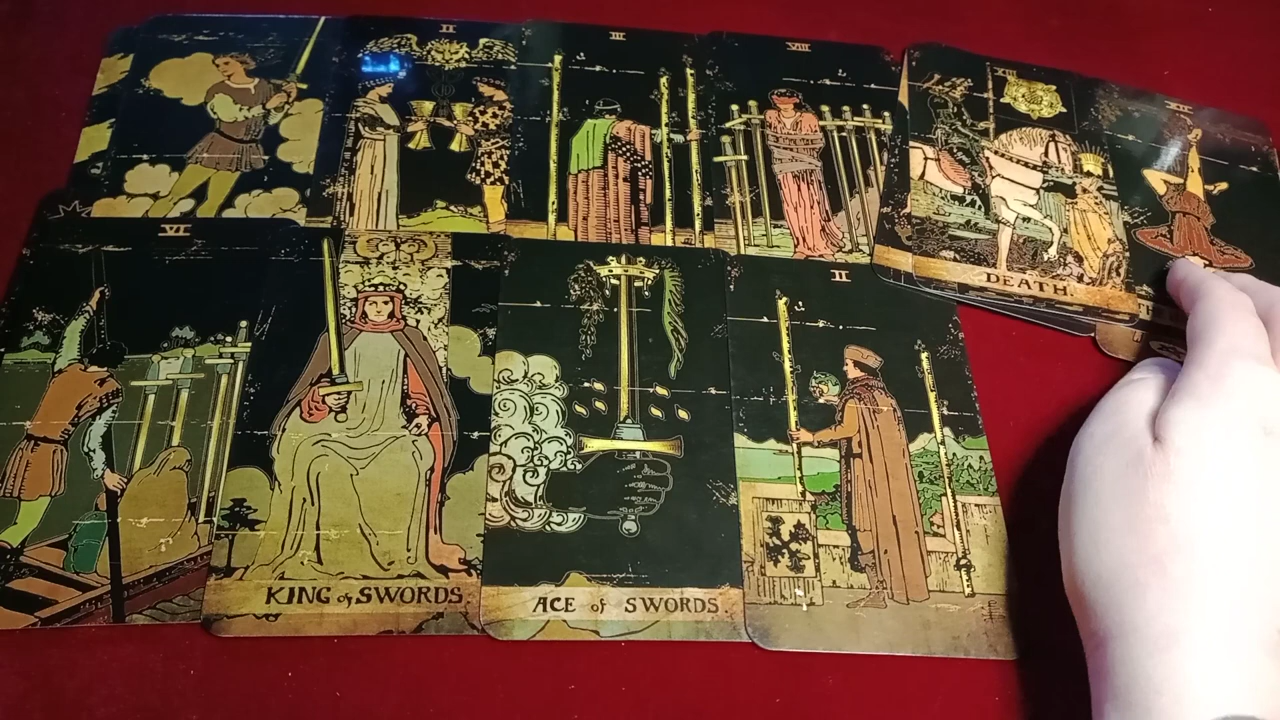 II
III
VIII
XIII
XII
DEATH.
VI
II
KING of SWORDS
ACE of SWORDS